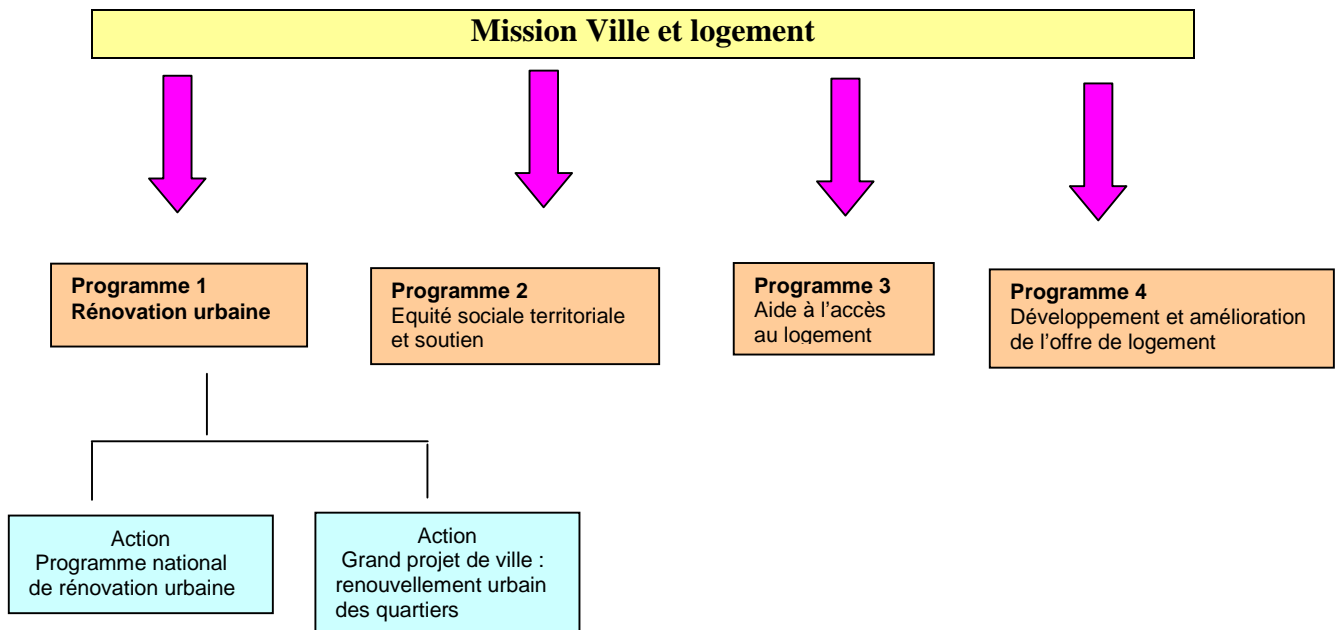 Mission Ville et logement
Programme 1
Rénovation urbaine
Programme 2
Equité sociale territoriale
et soutien
Programme 3
Aide à l’accès
au logement
Programme 4
Développement et amélioration
de l’offre de logement
Action
Programme national
de rénovation urbaine
Action
Grand projet de ville :
renouvellement urbain
des quartiers